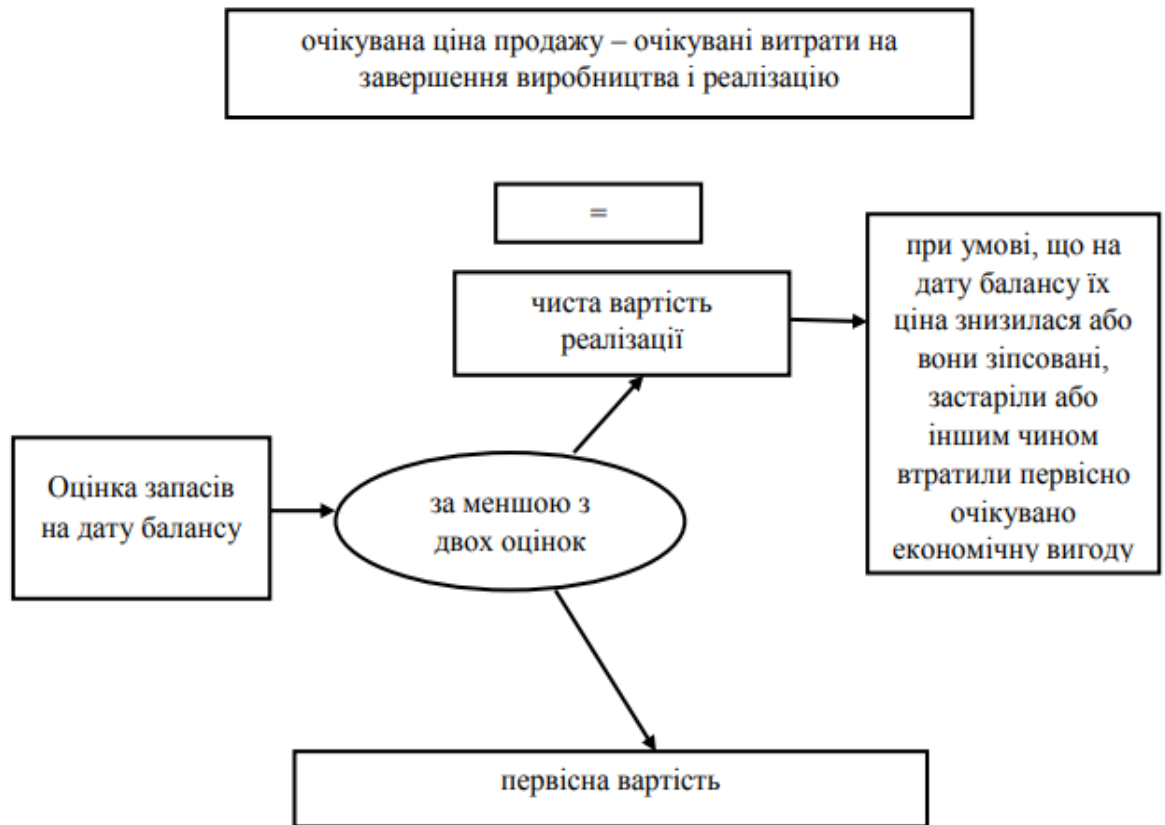 очікувана ціна продажу – очікувані витрати на
завершення виробництва і реалізацію
=
чиста вартість
реалізації
при умові, що на
дату балансу їх
ціна знизилася або
вони зіпсовані,
застаріли або
іншим чином
втратили первісно
очікувано
економічну вигоду
Оцінка запасів
на дату балансу
за меншою з
двох оцінок
первісна вартість